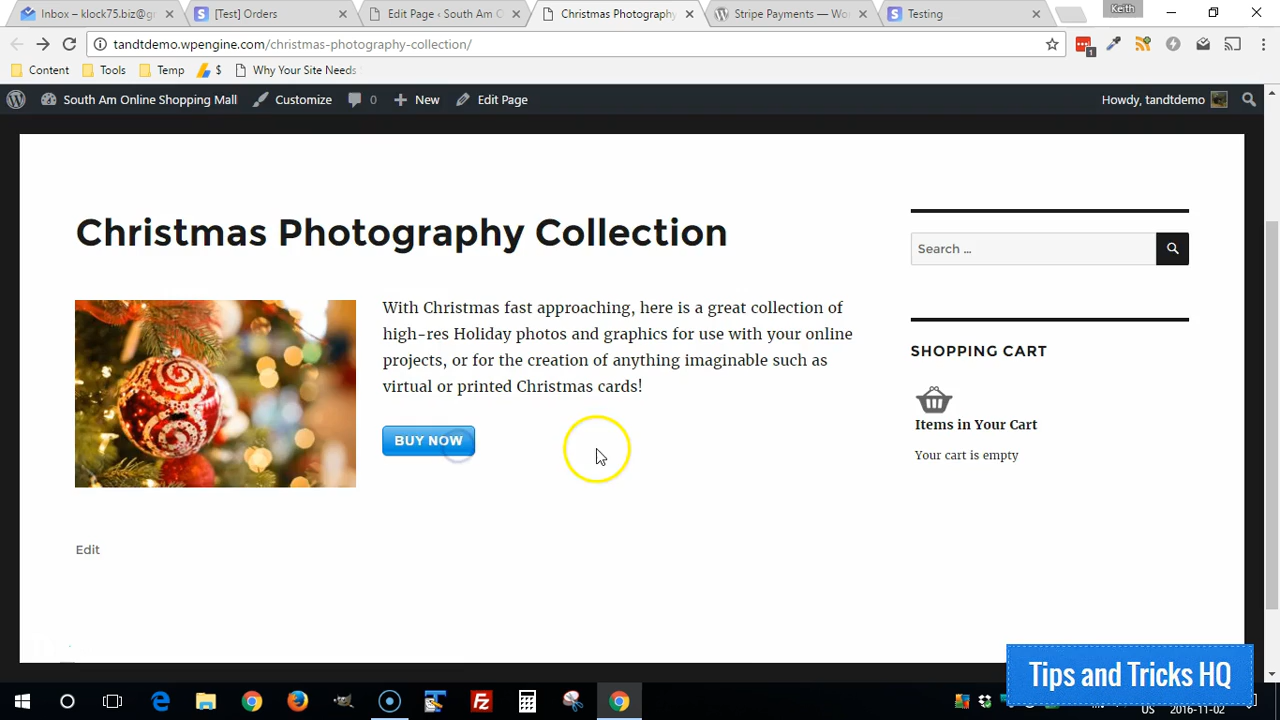 Inbox – klock75.biz@gr
[Test] Orders
Edit Page ‹ South Am O
Christmas Photography
Stripe Payments — Wo
Testing
Keith
tandtdemo.wpengine.com/christmas-photography-collection/
1
Content
Tools
Temp
$
Why Your Site Needs
South Am Online Shopping Mall
Customize
0
New
Edit Page
Howdy, tandtdemo
Christmas Photography Collection
With Christmas fast approaching, here is a great collection of
high-res Holiday photos and graphics for use with your online
projects, or for the creation of anything imaginable such as
virtual or printed Christmas cards!
BUY NOW
Edit
Search …
SHOPPING CART
Items in Your Cart
Your cart is empty
Tips and Tricks HQ
US
2016-11-02